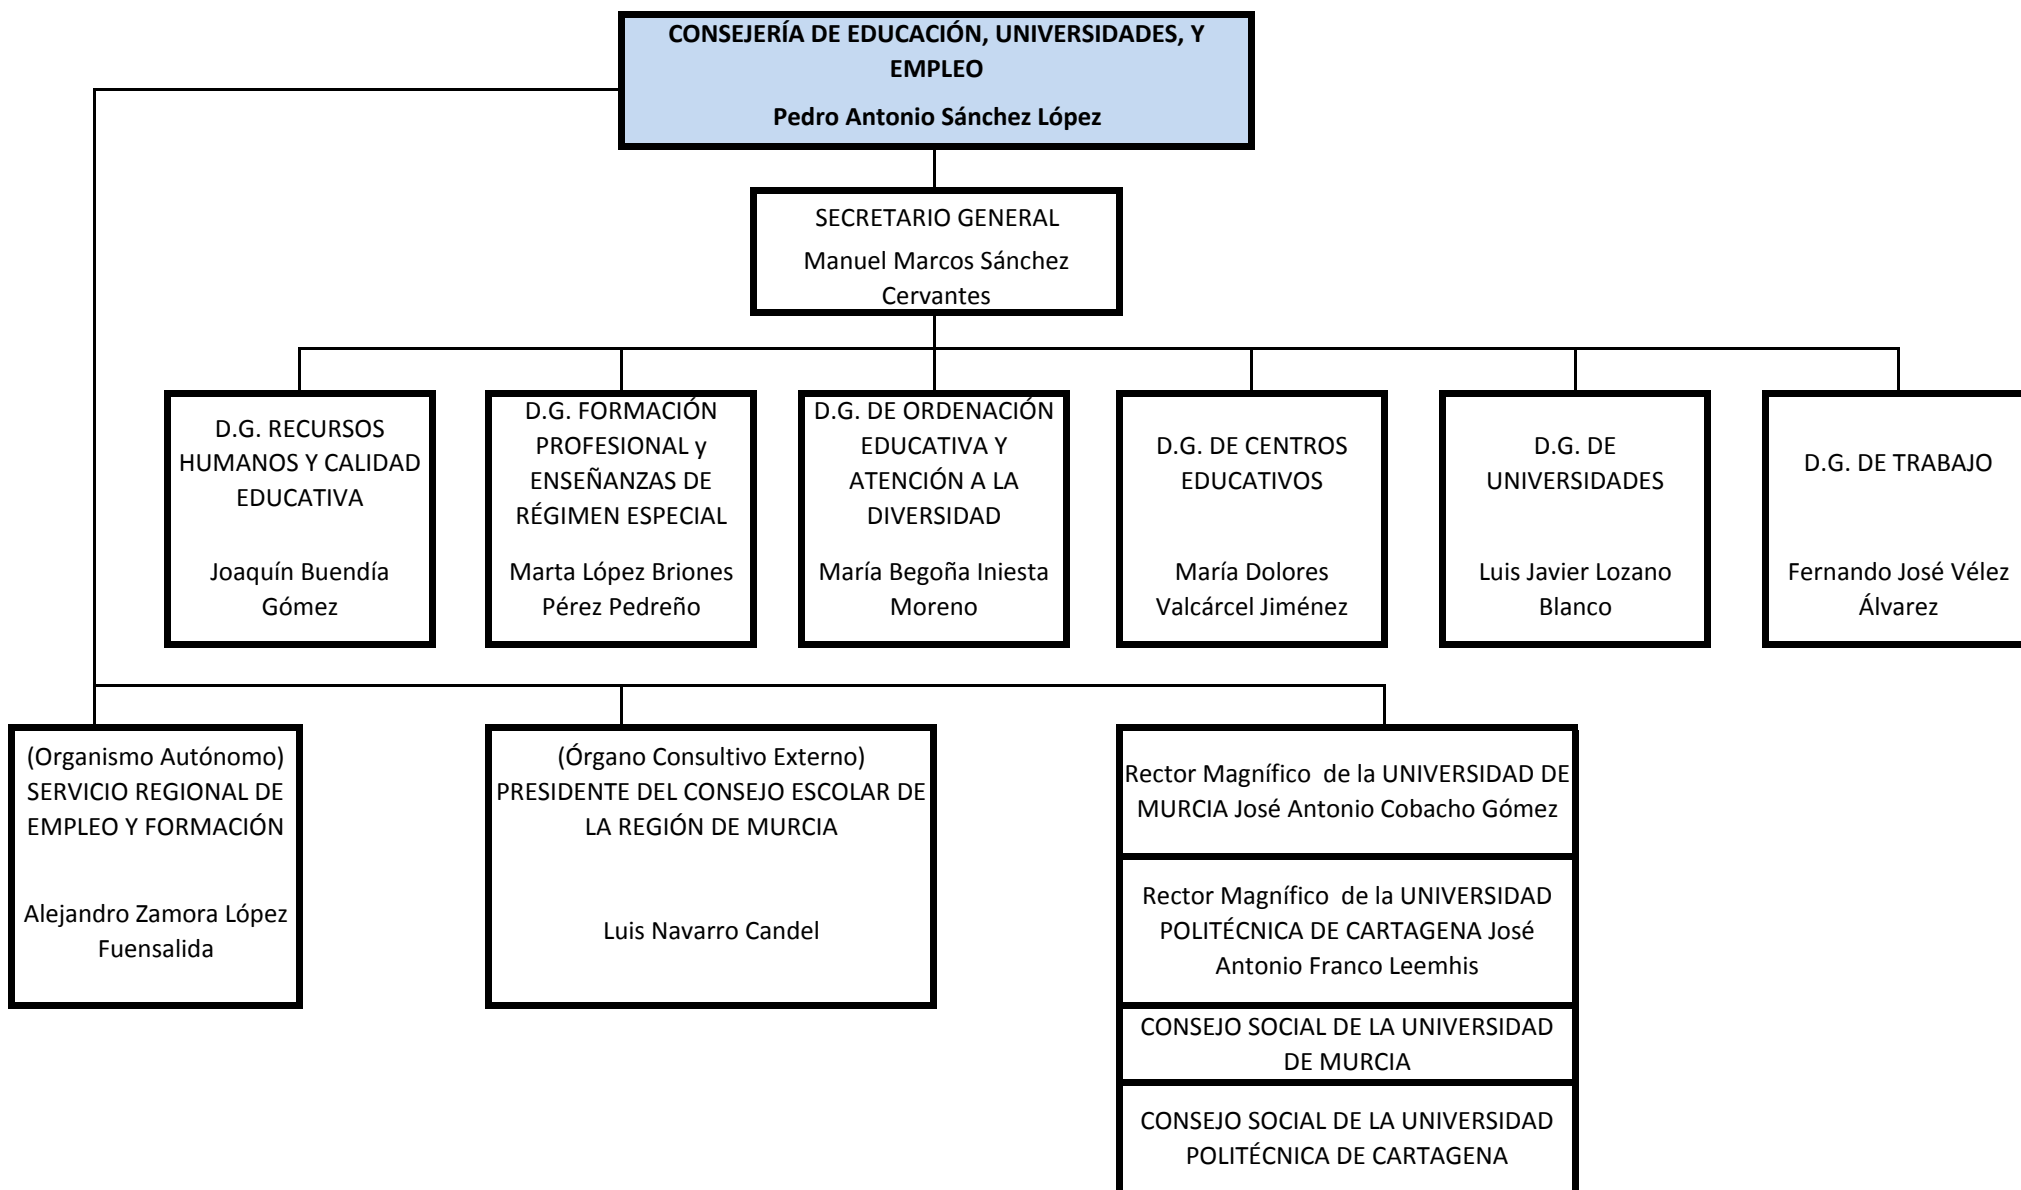 CONSEJERÍA DE EDUCACIÓN, UNIVERSIDADES, Y
EMPLEO
Pedro Antonio Sánchez López
SECRETARIO GENERAL
Manuel Marcos Sánchez
Cervantes
D.G. RECURSOS
HUMANOS Y CALIDAD
EDUCATIVA
Joaquín Buendía
Gómez
D.G. FORMACIÓN
PROFESIONAL y
ENSEÑANZAS DE
RÉGIMEN ESPECIAL
Marta López Briones
Pérez Pedreño
D.G. DE ORDENACIÓN
EDUCATIVA Y
ATENCIÓN A LA
DIVERSIDAD
María Begoña Iniesta
Moreno
D.G. DE CENTROS
EDUCATIVOS
María Dolores
Valcárcel Jiménez
D.G. DE
UNIVERSIDADES
Luis Javier Lozano
Blanco
D.G. DE TRABAJO
Fernando José Vélez
Álvarez
(Organismo Autónomo)
SERVICIO REGIONAL DE
EMPLEO Y FORMACIÓN
Alejandro Zamora López
Fuensalida
(Órgano Consultivo Externo)
PRESIDENTE DEL CONSEJO ESCOLAR DE
LA REGIÓN DE MURCIA
Luis Navarro Candel
Rector Magnífico  de la UNIVERSIDAD DE
MURCIA José Antonio Cobacho Gómez
Rector Magnífico  de la UNIVERSIDAD
POLITÉCNICA DE CARTAGENA José
Antonio Franco Leemhis
CONSEJO SOCIAL DE LA UNIVERSIDAD
DE MURCIA
CONSEJO SOCIAL DE LA UNIVERSIDAD
POLITÉCNICA DE CARTAGENA